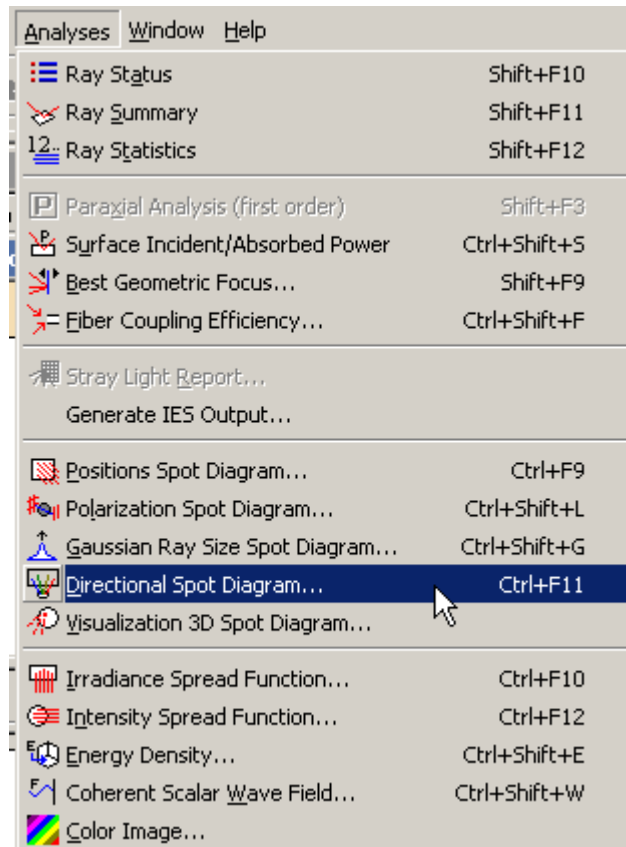 Analyses Window Help
Ray Status Shift+F10
Ray Summary Shift+F11
12.. Ray Statistics Shift+F12
P Paraxial Analysis (first order) Shift+F3
P Surface Incident/Absorbed Power Ctrl+Shift+S
Best Geometric Focus... Shift+F9
Fiber Coupling Efficiency... Ctrl+Shift+F
Stray Light Report...
Generate IES Output...
Positions Spot Diagram... Ctrl+F9
Polarization Spot Diagram... Ctrl+Shift+L
Gaussian Ray Size Spot Diagram... Ctrl+Shift+G
Directional Spot Diagram... Ctrl+F11
Visualization 3D Spot Diagram...
Irradiance Spread Function... Ctrl+F10
Intensity Spread Function... Ctrl+F12
E Energy Density... Ctrl+Shift+E
F Coherent Scalar Wave Field... Ctrl+Shift+W
Color Image...